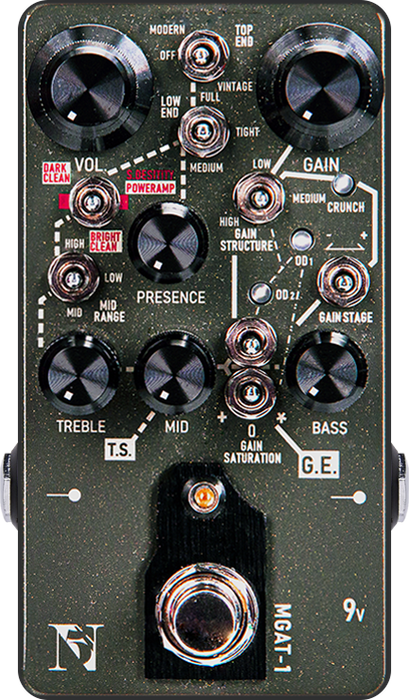 MODERN
TOP
END
OFF
VINTAGE
LOW
END
FULL
TIGHT
MEDIUM
VOL
GAIN
LOW
DARK
CLEAN
POWERAMP
MEDIUM
CRUNCH
HIGH
GAIN
STRUCTURE
BRIGHT
CLEAN
+
-
OD1
HIGH
LOW
MID
MID
RANGE
PRESENCE
OD2
GAIN STAGE
TREBLE
MID
BASS
+
0
*
GAIN
SATURATION
T.S.
G.E.
MGAT-1
9V
N